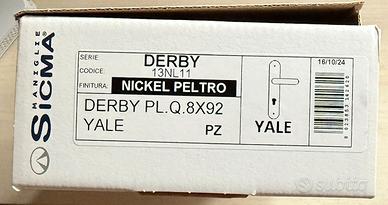 MANIGLIE
SICMA
SERIE
DERBY
CODICE:
13NL11
FINITURA:
NICKEL PELTRO
DERBY PL.Q.8X92
YALE
PZ
YALE
16/10/24
subito